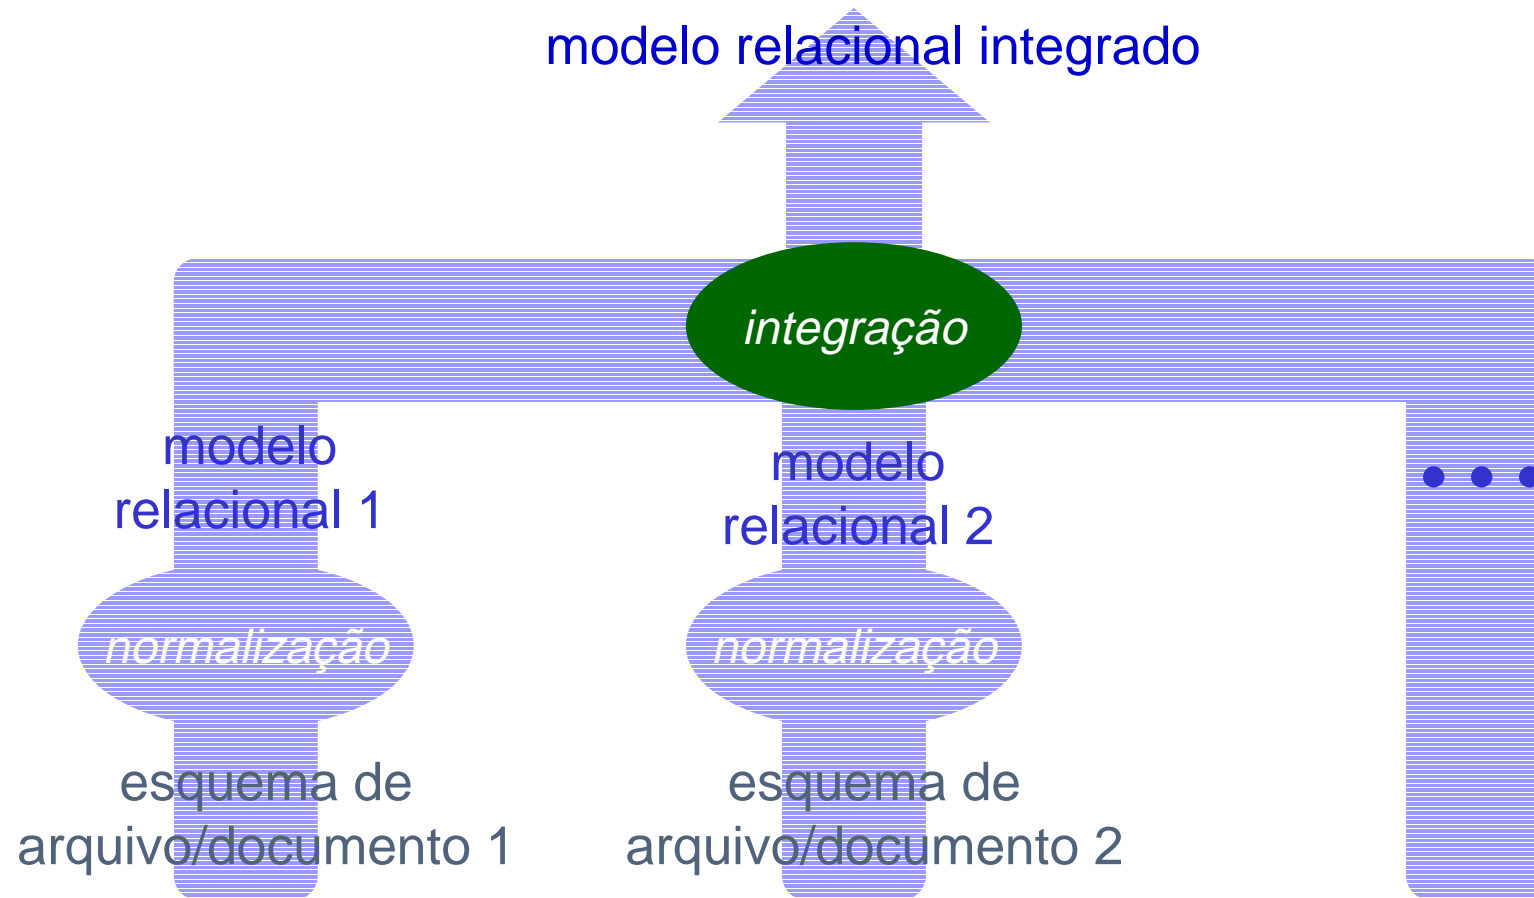 modelo relacional integrado
integração
modelo
relacional 1
modelo
relacional 2
• • •
normalização
normalização
esquema de
arquivo/documento 1
esquema de
arquivo/documento 2